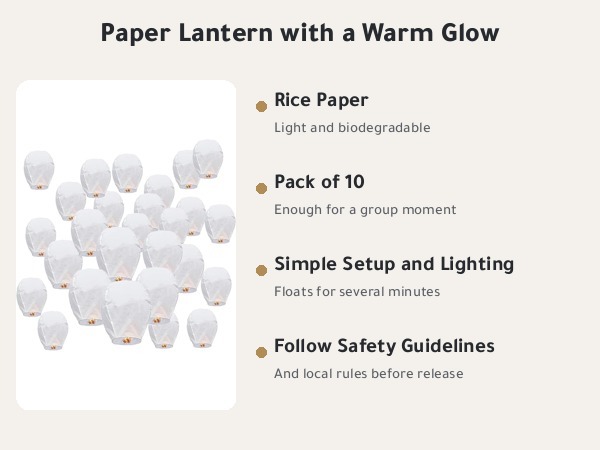 Paper Lantern with a Warm Glow
Rice Paper
Light and biodegradable
Pack of 10
Enough for a group moment
Simple Setup and Lighting
Floats for several minutes
Follow Safety Guidelines
And local rules before release